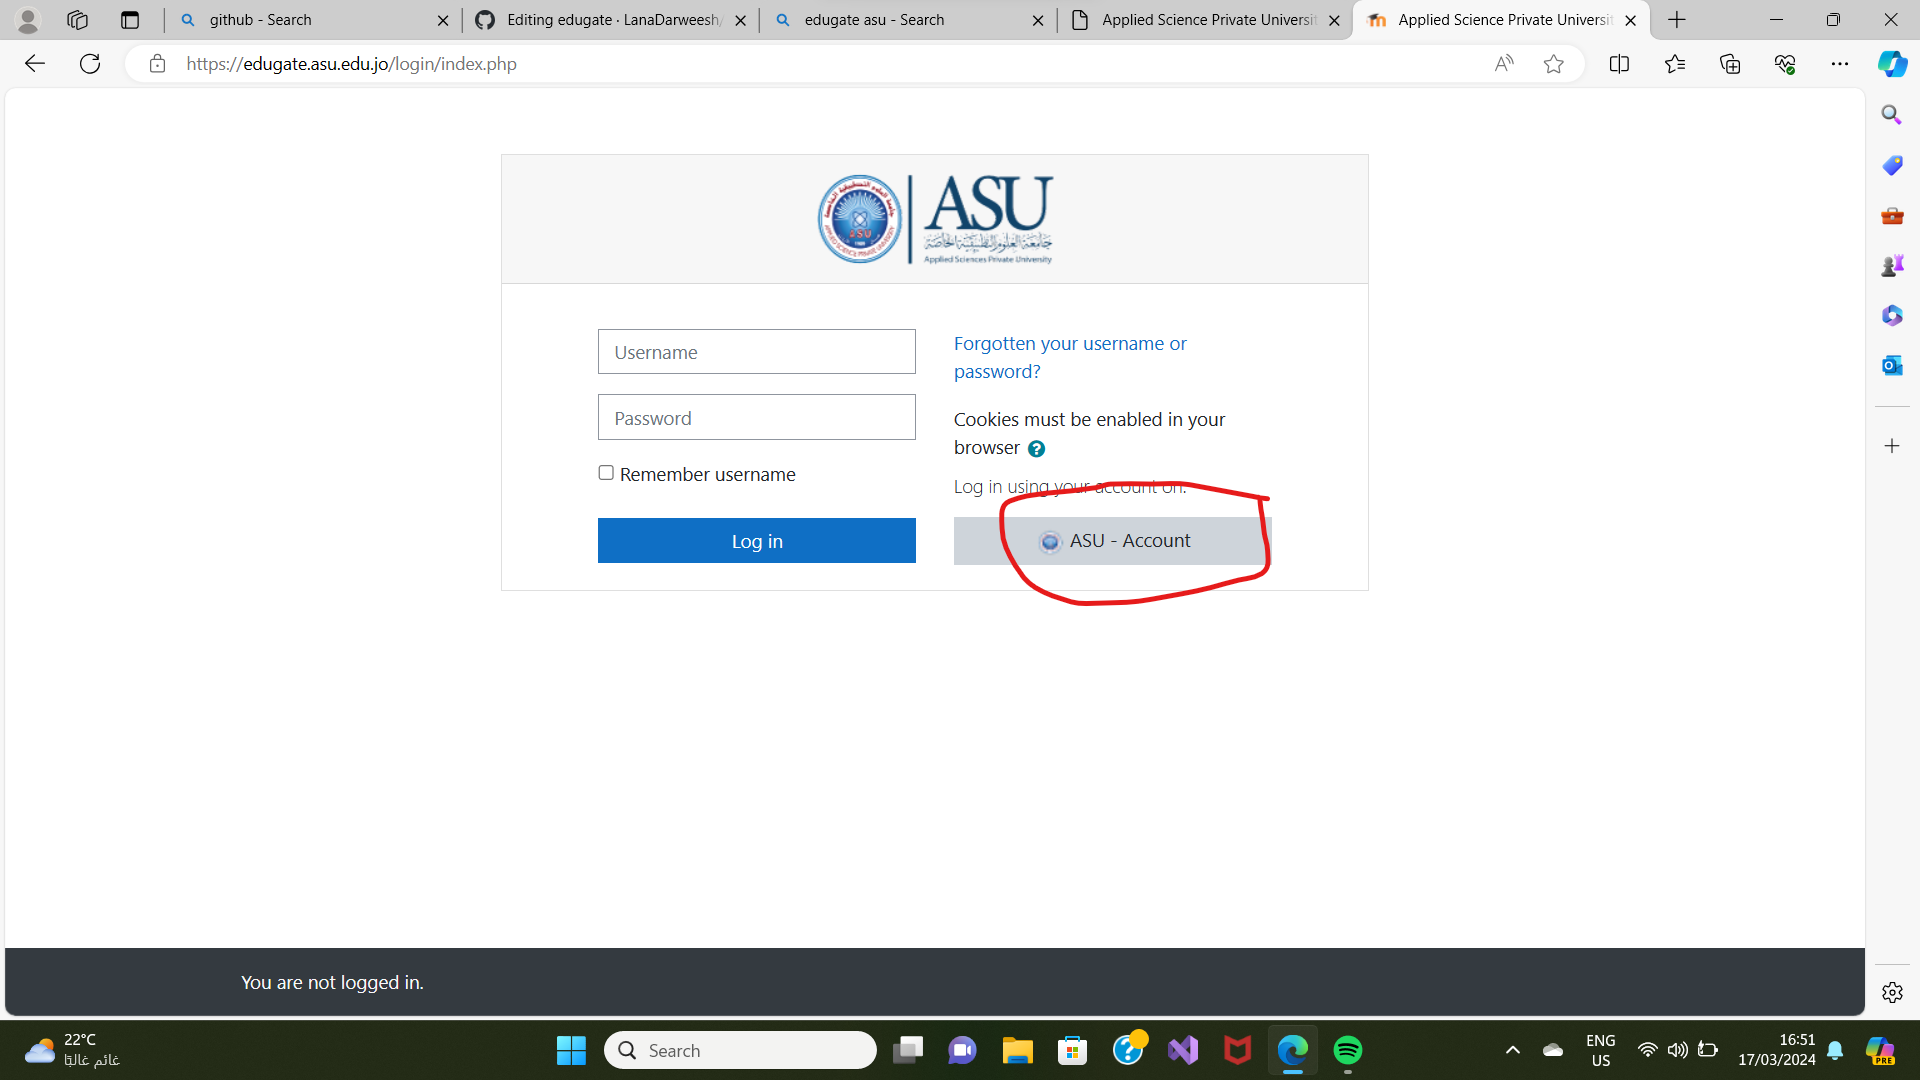 github - Search
Editing edugate · LanaDarweesh/
edugate asu - Search
Applied Science Private Universit
Applied Science Private Universit
https://edugate.asu.edu.jo/login/index.php
ASU
جامعة العلوم التطبيقية الخاصة
Applied Sciences Private University
Username
Password
Remember username
Log in
Forgotten your username or
password?
Cookies must be enabled in your
browser
Log in using your account on:
ASU - Account
You are not logged in.
22°C
غائم غالبًا
Search
ENG
US
16:51
17/03/2024
PRE